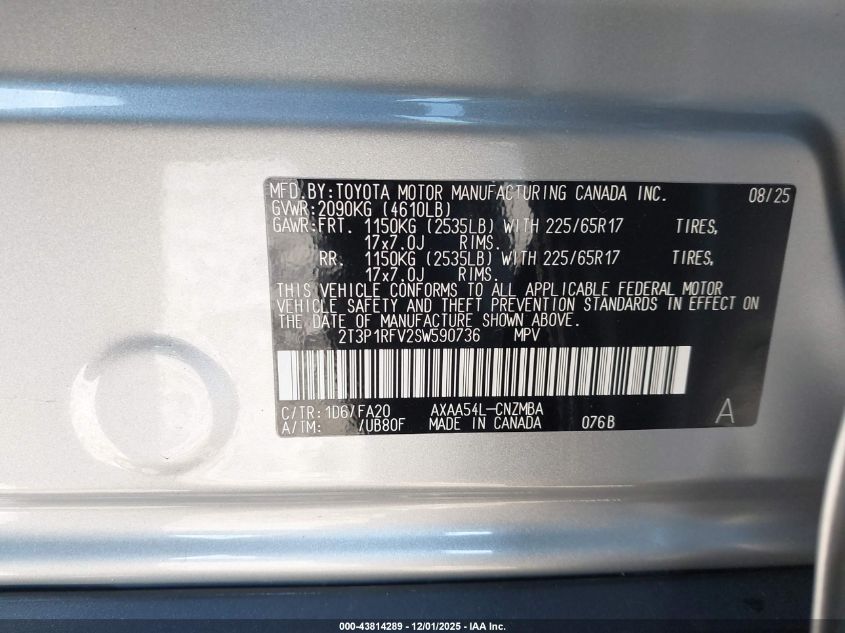 MFD.BY:TOYOTA MOTOR MANUFACTURING CANADA INC. 08/25
GVWR:2090KG (4610LB)
GAWR:FRT. 1150KG (2535LB) WITH 225/65R17 TIRES,
17x7.0J RIMS.
RR. 1150KG (2535LB) WITH 225/65R17 TIRES,
17x7.0J RIMS.
THIS VEHICLE CONFORMS TO ALL APPLICABLE FEDERAL MOTOR
VEHICLE SAFETY AND THEFT PREVENTION STANDARDS IN EFFECT ON
THE DATE OF MANUFACTURE SHOWN ABOVE.
2T3P1RFV2SW590736 MPV
C/TR:1D6/FA20 AXAA54L-CNZMBA A
A/TM: /UB80F MADE IN CANADA 076B
000-43814289 - 12/01/2025 - IAA Inc.